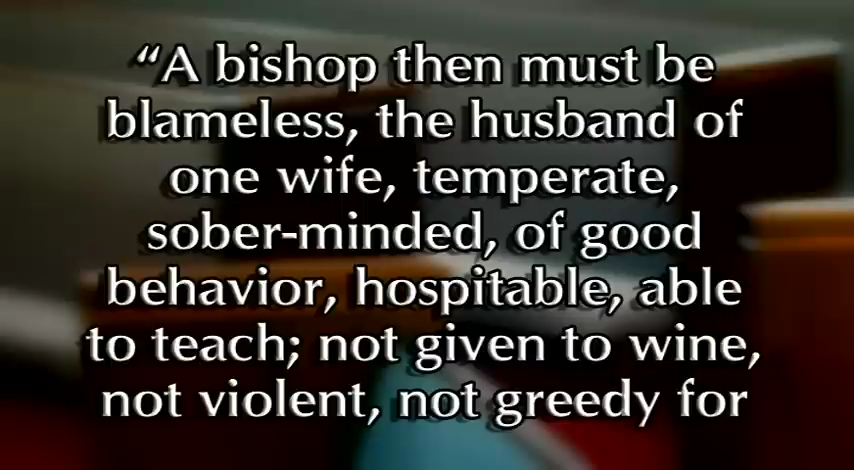 “A bishop then must be
blameless, the husband of
one wife, temperate,
sober-minded, of good
behavior, hospitable, able
to teach; not given to wine,
not violent, not greedy for